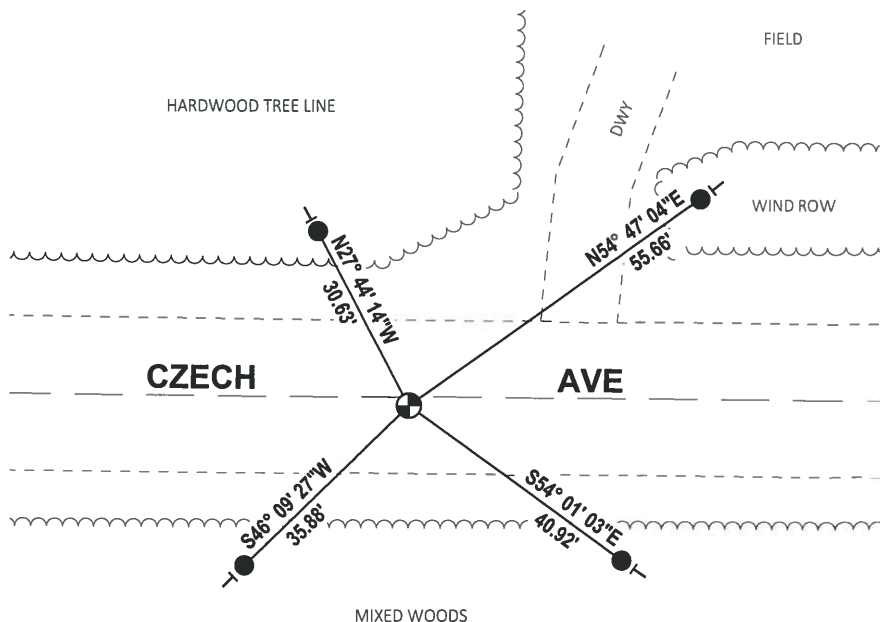 FIELD
HARDWOOD TREE LINE
DWY
WIND ROW
N54° 47' 04"E
55.66'
N27° 44' 14"W
30.63'
CZECH AVE
S46° 09' 27"W
35.88'
S54° 01' 03"E
40.92'
MIXED WOODS